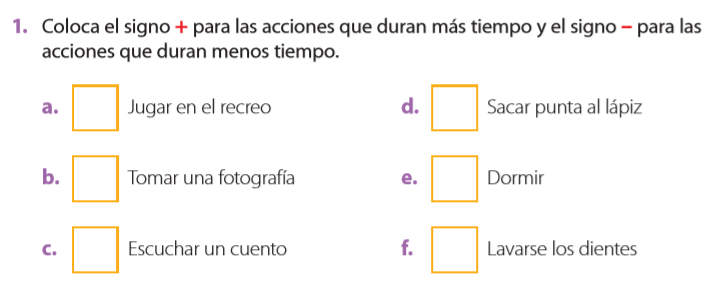 1. Coloca el signo + para las acciones que duran más tiempo y el signo – para las
acciones que duran menos tiempo.
a. Jugar en el recreo
b. Tomar una fotografía
c. Escuchar un cuento
d. Sacar punta al lápiz
e. Dormir
f. Lavarse los dientes